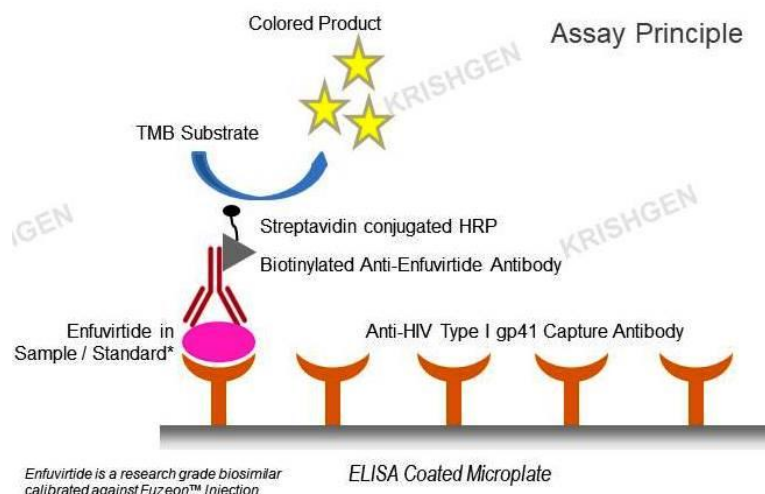 Colored Product
Assay Principle
KRISHGEN
TMB Substrate
GEN
Streptavidin conjugated HRP
KRISHGEN
Biotinylated Anti-Enfuvirtide Antibody
Enfuvirtide in
Sample / Standard*
Anti-HIV Type I gp41 Capture Antibody
Enfuvirtide is a research grade biosimilar
calibrated against Fuzeon™ Injection
ELISA Coated Microplate